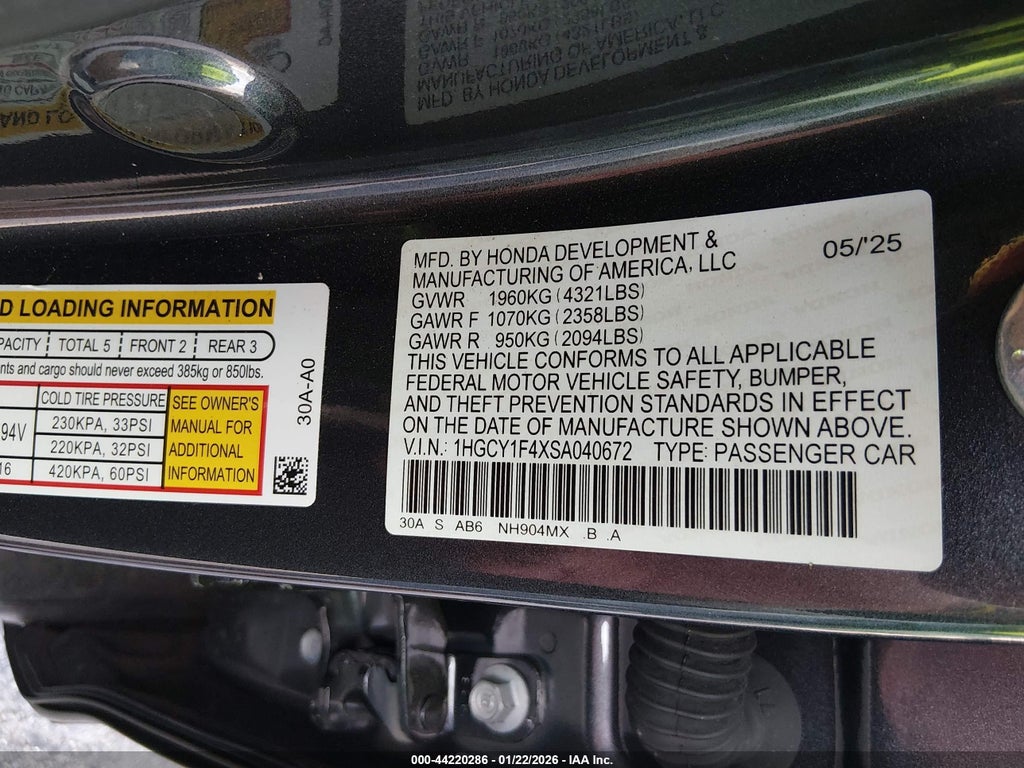 MFD. BY HONDA DEVELOPMENT &
MANUFACTURING OF AMERICA, LLC
05/'25
GVWR 1960KG (4321LBS)
GAWR F 1070KG (2358LBS)
GAWR R 950KG (2094LBS)
THIS VEHICLE CONFORMS TO ALL APPLICABLE
FEDERAL MOTOR VEHICLE SAFETY, BUMPER,
AND THEFT PREVENTION STANDARDS IN EFFECT
ON THE DATE OF MANUFACTURE SHOWN ABOVE.
V.I.N.: 1HGCY1F4XSA040672 TYPE: PASSENGER CAR
30A S AB6 NH904MX .B .A
D LOADING INFORMATION
PACITY TOTAL 5 FRONT 2 REAR 3
nts and cargo should never exceed 385kg or 850lbs.
COLD TIRE PRESSURE
94V 230KPA, 33PSI
220KPA, 32PSI
16 420KPA, 60PSI
SEE OWNER'S
MANUAL FOR
ADDITIONAL
INFORMATION
30A-A0
000-44220286 - 01/22/2026 - IAA Inc.